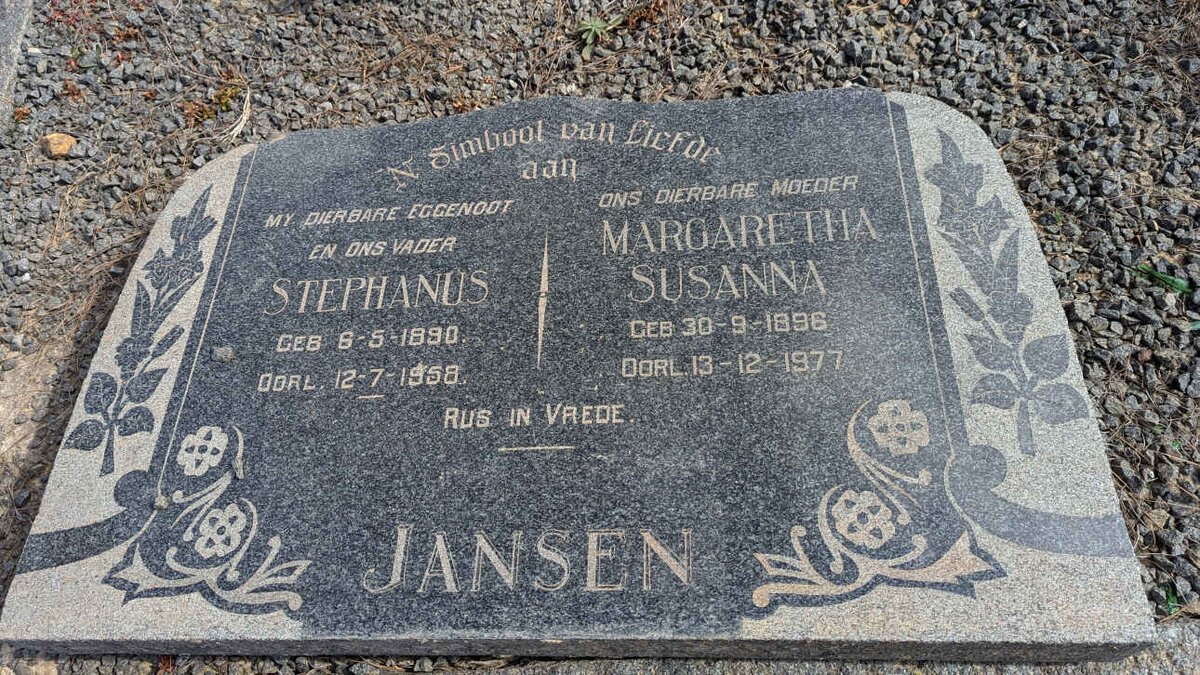 'N Simbool van Liefde
aan
MY DIERBARE EGGENOOT
EN ONS VADER
STEPHANUS
GEB 6-5-1890.
OORL. 12-7-1958.
ONS DIERBARE MOEDER
MARGARETHA
SUSANNA
GEB 30-9-1896
OORL. 13-12-1977
RUS IN VREDE.
JANSEN